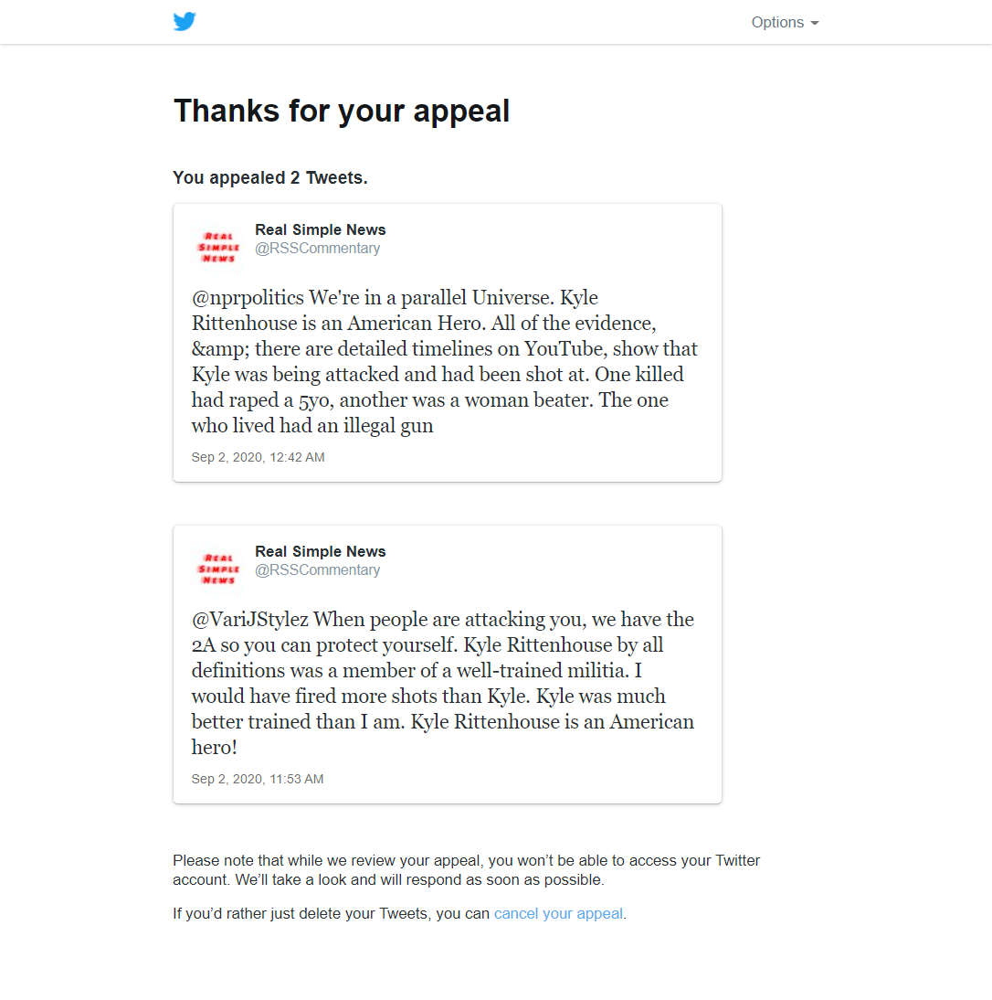 Options
Thanks for your appeal
You appealed 2 Tweets.
REAL
SIMPLE
NEWS
Real Simple News
@RSSCommentary
@nprpolitics We're in a parallel Universe. Kyle
Rittenhouse is an American Hero. All of the evidence,
&amp; there are detailed timelines on YouTube, show that
Kyle was being attacked and had been shot at. One killed
had raped a 5yo, another was a woman beater. The one
who lived had an illegal gun
Sep 2, 2020, 12:42 AM
REAL
SIMPLE
NEWS
Real Simple News
@RSSCommentary
@VariJStylez When people are attacking you, we have the
2A so you can protect yourself. Kyle Rittenhouse by all
definitions was a member of a well-trained militia. I
would have fired more shots than Kyle. Kyle was much
better trained than I am. Kyle Rittenhouse is an American
hero!
Sep 2, 2020, 11:53 AM
Please note that while we review your appeal, you won’t be able to access your Twitter
account. We’ll take a look and will respond as soon as possible.
If you’d rather just delete your Tweets, you can cancel your appeal.